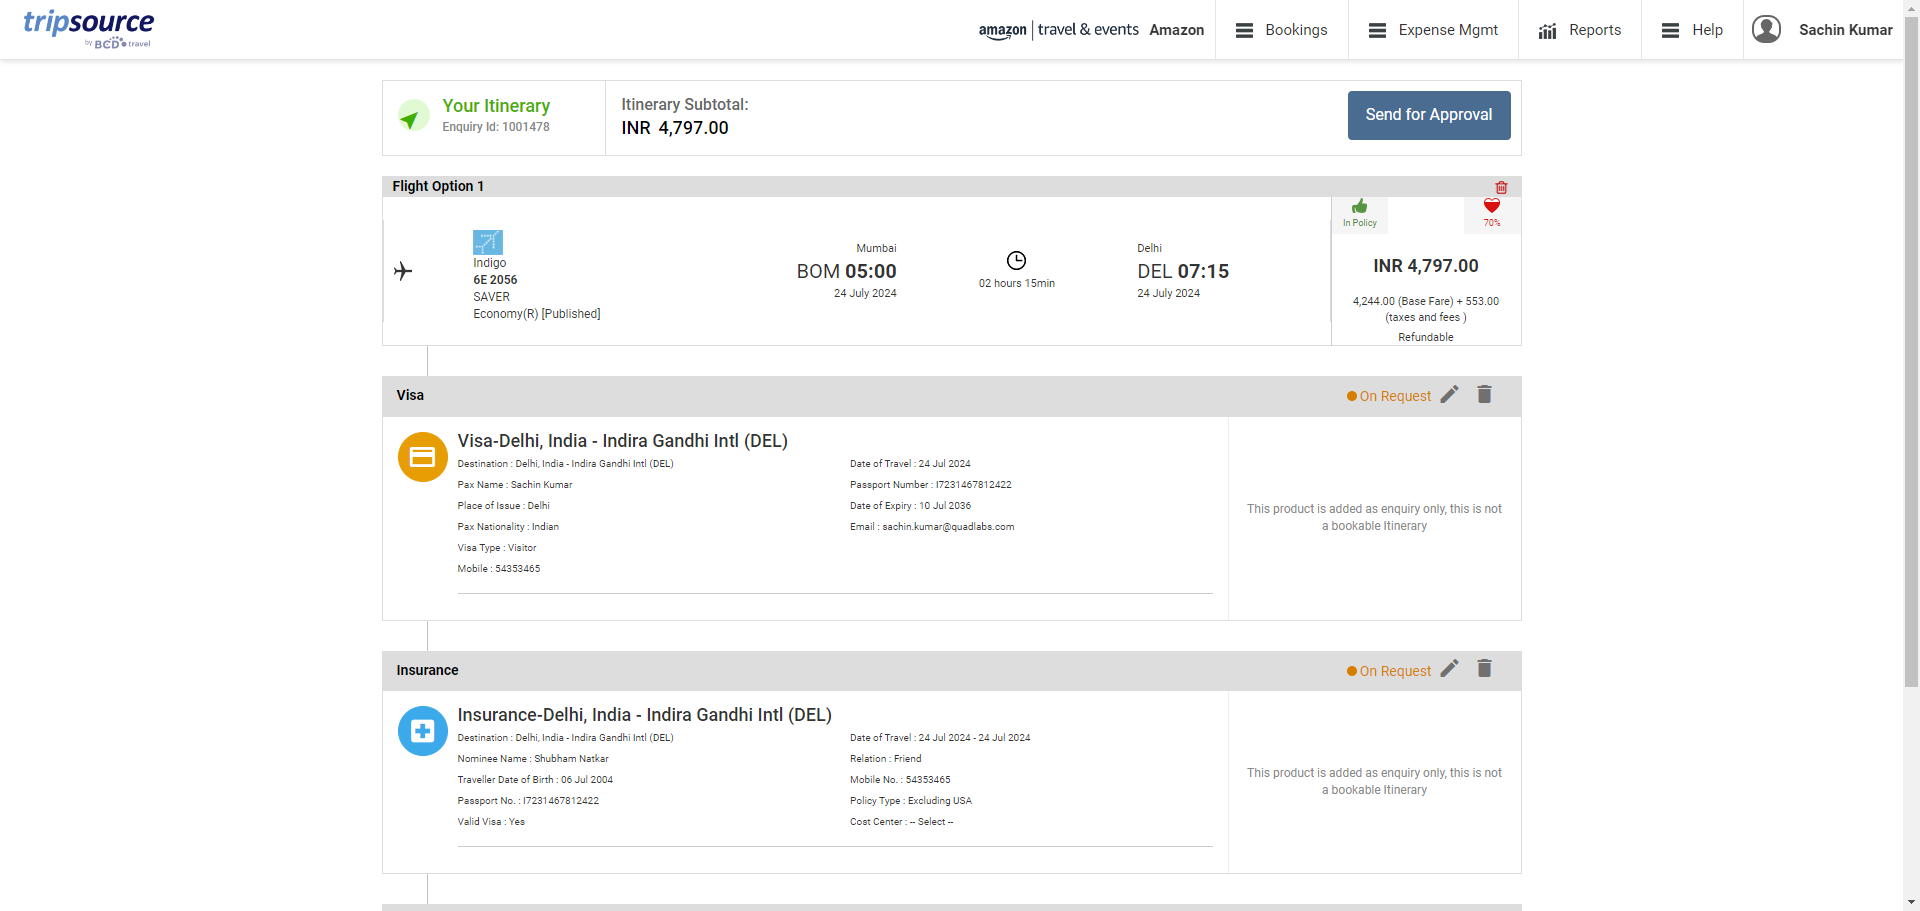 tripsource
by BCD travel
amazon | travel & events Amazon
Bookings
Expense Mgmt
Reports
Help
Sachin Kumar
Your Itinerary
Enquiry Id: 1001478
Itinerary Subtotal:
INR 4,797.00
Send for Approval
Flight Option 1
Indigo
6E 2056
SAVER
Economy(R) [Published]
Mumbai
BOM 05:00
24 July 2024
02 hours 15min
Delhi
DEL 07:15
24 July 2024
In Policy
70%
INR 4,797.00
4,244.00 (Base Fare) + 553.00
(taxes and fees )
Refundable
Visa
On Request
Visa-Delhi, India - Indira Gandhi Intl (DEL)
Destination : Delhi, India - Indira Gandhi Intl (DEL)
Date of Travel : 24 Jul 2024
Pax Name : Sachin Kumar
Passport Number : I7231467812422
Place of Issue : Delhi
Date of Expiry : 10 Jul 2036
Pax Nationality : Indian
Email : sachin.kumar@quadlabs.com
Visa Type : Visitor
Mobile : 54353465
This product is added as enquiry only, this is not
a bookable Itinerary
Insurance
On Request
Insurance-Delhi, India - Indira Gandhi Intl (DEL)
Destination : Delhi, India - Indira Gandhi Intl (DEL)
Date of Travel : 24 Jul 2024 - 24 Jul 2024
Nominee Name : Shubham Natkar
Relation : Friend
Traveller Date of Birth : 06 Jul 2004
Mobile No. : 54353465
Passport No. : I7231467812422
Policy Type : Excluding USA
Valid Visa : Yes
Cost Center : -- Select --
This product is added as enquiry only, this is not
a bookable Itinerary